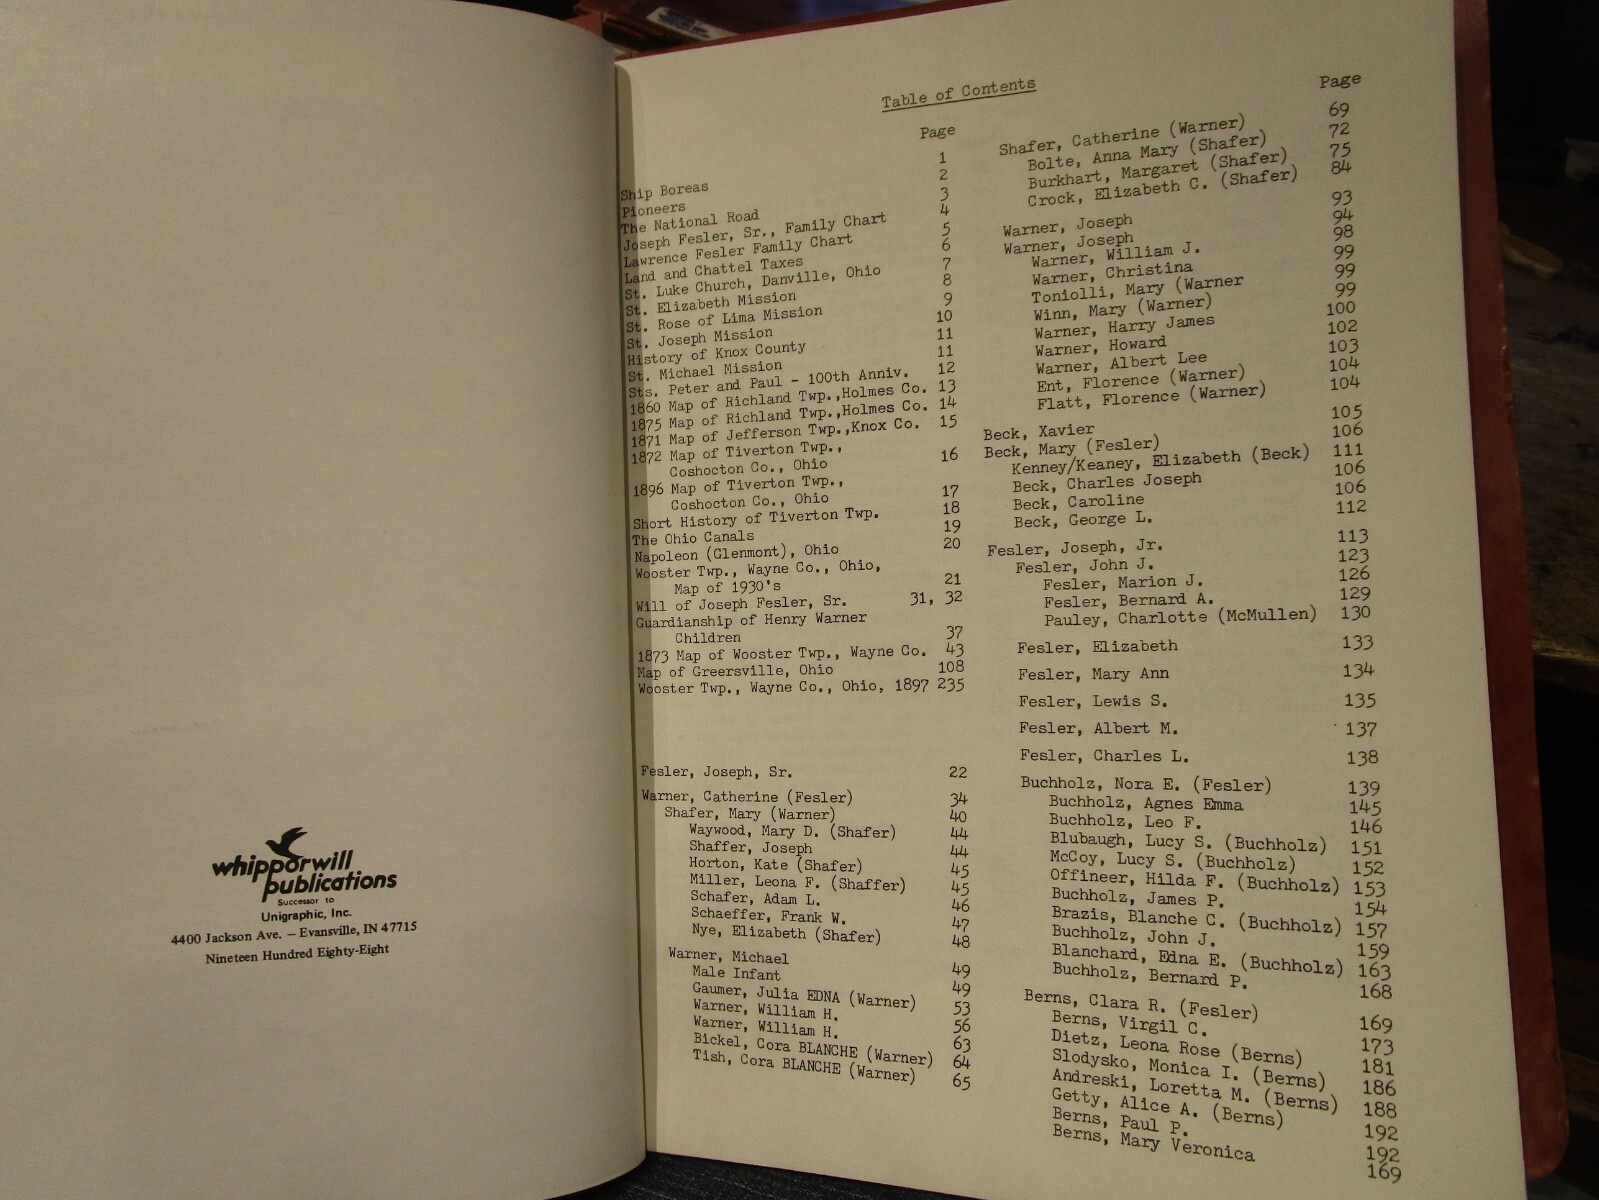 whipporwill
publications
Successor to
Unigraphic, Inc.
4400 Jackson Ave. — Evansville, IN 47715
Nineteen Hundred Eighty-Eight
Table of Contents
Page
Ship Boreas 1
Pioneers 2
The National Road 3
Joseph Fesler, Sr., Family Chart 4
Lawrence Fesler Family Chart 5
Land and Chattel Taxes 6
St. Luke Church, Danville, Ohio 7
St. Elizabeth Mission 8
St. Rose of Lima Mission 9
St. Joseph Mission 10
History of Knox County 11
St. Michael Mission 11
Sts. Peter and Paul - 100th Anniv. 12
1860 Map of Richland Twp.,Holmes Co. 13
1875 Map of Richland Twp.,Holmes Co. 14
1871 Map of Jefferson Twp.,Knox Co. 15
1872 Map of Tiverton Twp.,
Coshocton Co., Ohio 16
1896 Map of Tiverton Twp.,
Coshocton Co., Ohio 17
Short History of Tiverton Twp. 18
The Ohio Canals 19
Napoleon (Glenmont), Ohio 20
Wooster Twp., Wayne Co., Ohio,
Map of 1930's 21
Will of Joseph Fesler, Sr. 31, 32
Guardianship of Henry Warner
Children 37
1873 Map of Wooster Twp., Wayne Co. 43
Map of Greersville, Ohio 108
Wooster Twp., Wayne Co., Ohio, 1897 235
Fesler, Joseph, Sr. 22
Warner, Catherine (Fesler) 34
Shafer, Mary (Warner) 40
Waywood, Mary D. (Shafer) 44
Shaffer, Joseph 44
Horton, Kate (Shafer) 45
Miller, Leona F. (Shaffer) 45
Schafer, Adam L. 46
Schaeffer, Frank W. 47
Nye, Elizabeth (Shafer) 48
Warner, Michael 49
Male Infant 49
Gaumer, Julia EDNA (Warner) 53
Warner, William H. 56
Warner, William H. 63
Bickel, Cora BLANCHE (Warner) 64
Tish, Cora BLANCHE (Warner) 65
Page
Shafer, Catherine (Warner) 69
Bolte, Anna Mary (Shafer) 72
Burkhart, Margaret (Shafer) 75
Crock, Elizabeth C. (Shafer) 84
Warner, Joseph 93
Warner, Joseph 94
Warner, William J. 98
Warner, Christina 99
Toniolli, Mary (Warner 99
Winn, Mary (Warner) 99
Warner, Harry James 100
Warner, Howard 102
Warner, Albert Lee 103
Ent, Florence (Warner) 104
Flatt, Florence (Warner) 104
Beck, Xavier 105
Beck, Mary (Fesler) 106
Kenney/Keaney, Elizabeth (Beck) 111
Beck, Charles Joseph 106
Beck, Caroline 106
Beck, George L. 112
Fesler, Joseph, Jr. 113
Fesler, John J. 123
Fesler, Marion J. 126
Fesler, Bernard A. 129
Pauley, Charlotte (McMullen) 130
Fesler, Elizabeth 133
Fesler, Mary Ann 134
Fesler, Lewis S. 135
Fesler, Albert M. 137
Fesler, Charles L. 138
Buchholz, Nora E. (Fesler) 139
Buchholz, Agnes Emma 145
Buchholz, Leo F. 146
Blubaugh, Lucy S. (Buchholz) 151
McCoy, Lucy S. (Buchholz) 152
Offineer, Hilda F. (Buchholz) 153
Buchholz, James P. 154
Brazis, Blanche C. (Buchholz) 157
Buchholz, John J. 159
Blanchard, Edna E. (Buchholz) 163
Buchholz, Bernard P. 168
Berns, Clara R. (Fesler) 169
Berns, Virgil C. 173
Dietz, Leona Rose (Berns) 181
Slodysko, Monica I. (Berns) 186
Andreski, Loretta M. (Berns) 188
Getty, Alice A. (Berns) 192
Berns, Paul P. 192
Berns, Mary Veronica 169